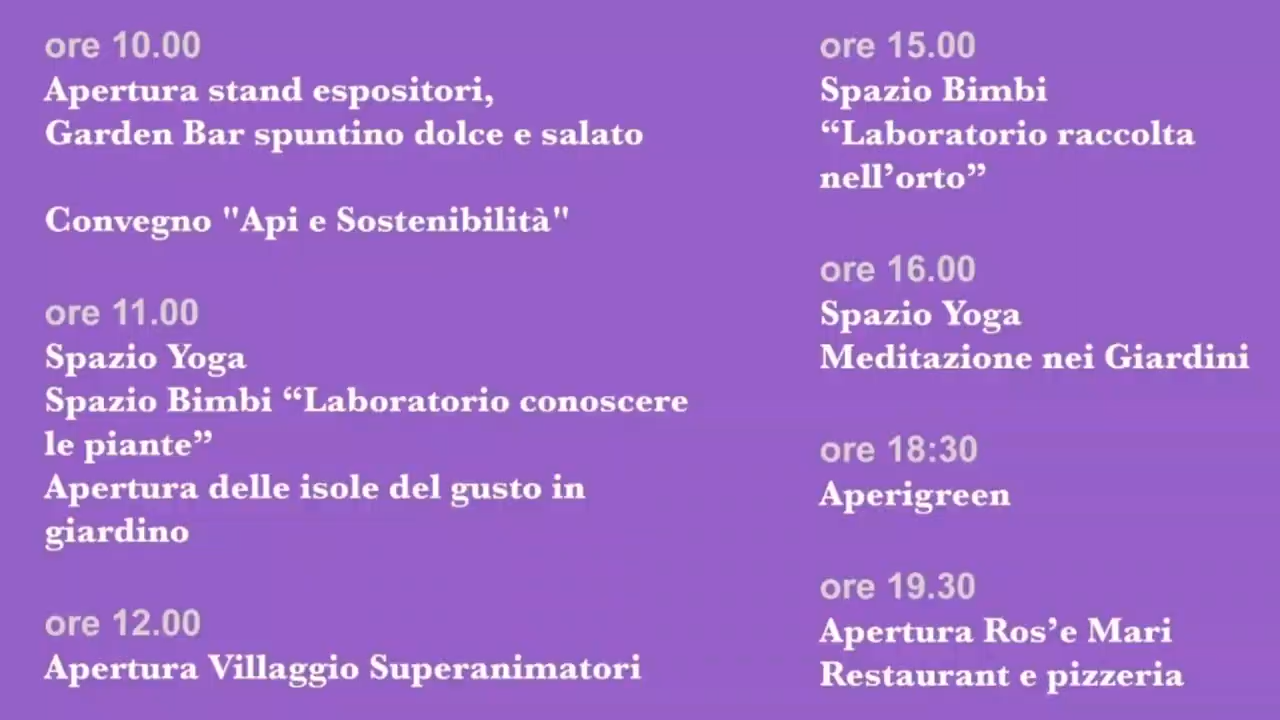 ore 10.00
Apertura stand espositori,
Garden Bar spuntino dolce e salato
Convegno "Api e Sostenibilità"
ore 11.00
Spazio Yoga
Spazio Bimbi “Laboratorio conoscere
le piante”
Apertura delle isole del gusto in
giardino
ore 12.00
Apertura Villaggio Superanimatori
ore 15.00
Spazio Bimbi
“Laboratorio raccolta
nell’orto”
ore 16.00
Spazio Yoga
Meditazione nei Giardini
ore 18:30
Aperigreen
ore 19.30
Apertura Ros’e Mari
Restaurant e pizzeria